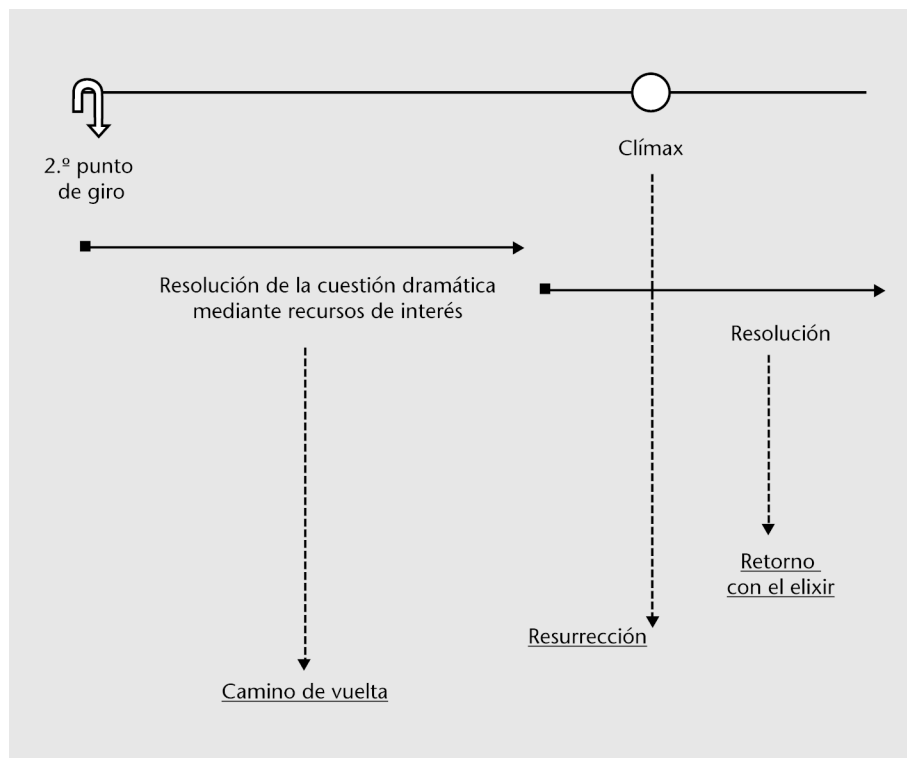 Clímax
2.º punto
de giro
Resolución de la cuestión dramática
mediante recursos de interés
Resolución
Retorno
con el elixir
Resurrección
Camino de vuelta